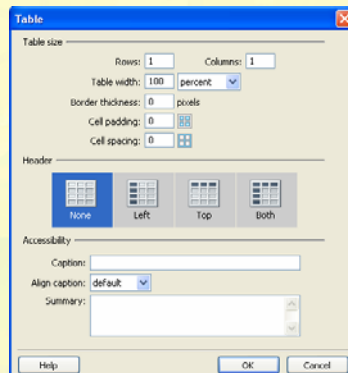 Table
Table size
Rows: 1 Columns: 1
Table width: 100 percent
Border thickness: 0 pixels
Cell padding: 0
Cell spacing: 0
Header
None Left Top Both
Accessibility
Caption:
Align caption: default
Summary:
Help OK Cancel